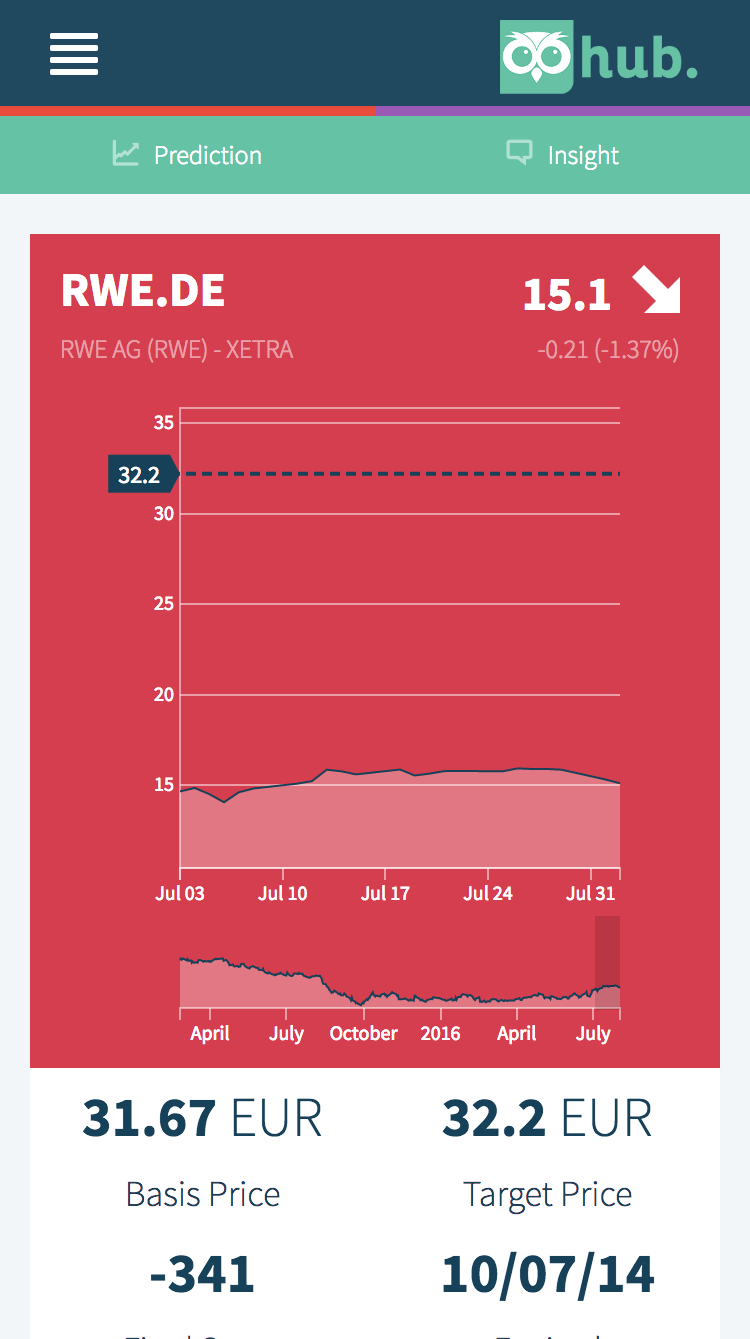 hub.
Prediction
Insight
RWE.DE
15.1
RWE AG (RWE) - XETRA
-0.21 (-1.37%)
35
32.2
30
25
20
15
Jul 03 Jul 10 Jul 17 Jul 24 Jul 31
April July October 2016 April July
31.67 EUR
32.2 EUR
Basis Price
Target Price
-341
10/07/14